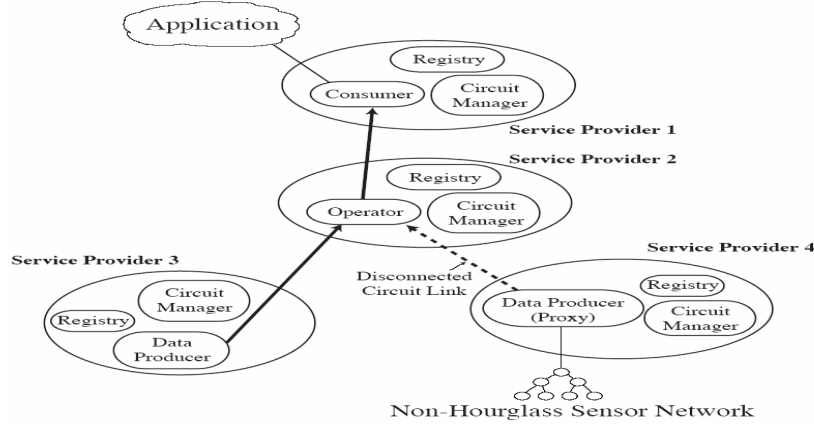 Application
Registry
Consumer
Circuit
Manager
Service Provider 1
Service Provider 2
Registry
Operator
Circuit
Manager
Service Provider 3
Service Provider 4
Disconnected
Circuit Link
Circuit
Manager
Registry
Data
Producer
Data Producer
(Proxy)
Registry
Circuit
Manager
Non-Hourglass Sensor Network